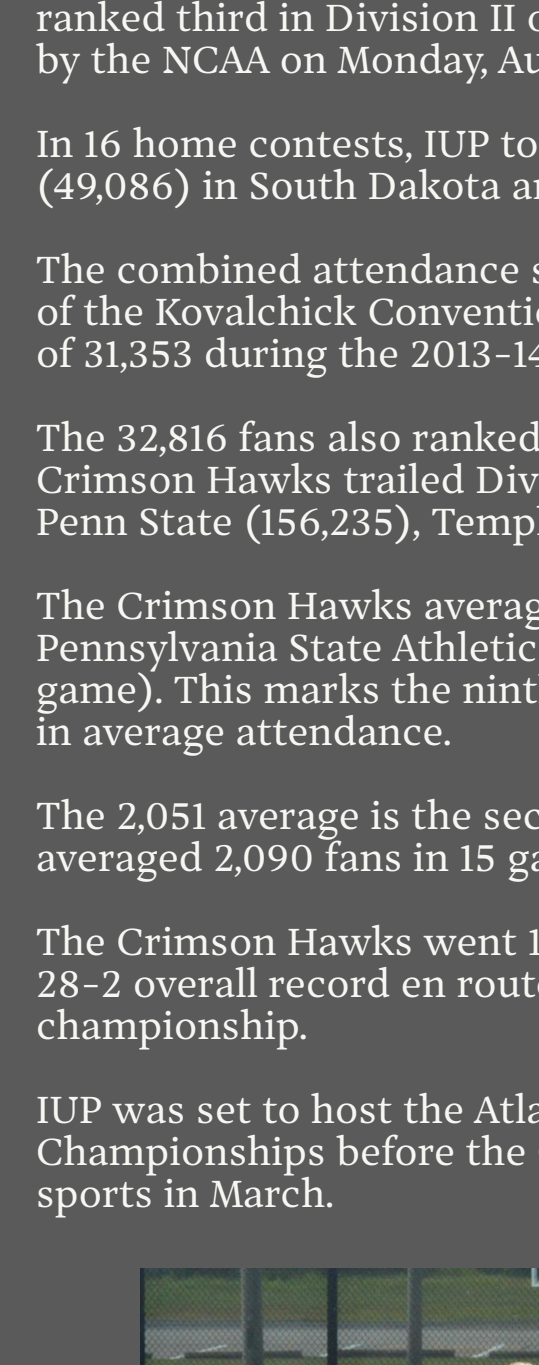 ranked third in Division II
by the NCAA on Monday,
In 16 home contests, IUP
(49,086) in South Dakota
The combined attendance
of the Kovalchick
of 31,353 during the 2013-14
The 32,816 fans also ranked
Crimson Hawks trailed
Penn State (156,235),
The Crimson Hawks
Pennsylvania State Athletic
game). This marks the
in average attendance.
The 2,051 average is the
averaged 2,090 fans in 15
The Crimson Hawks went
28-2 overall record en
championship.
IUP was set to host the
Championships before the
sports in March.